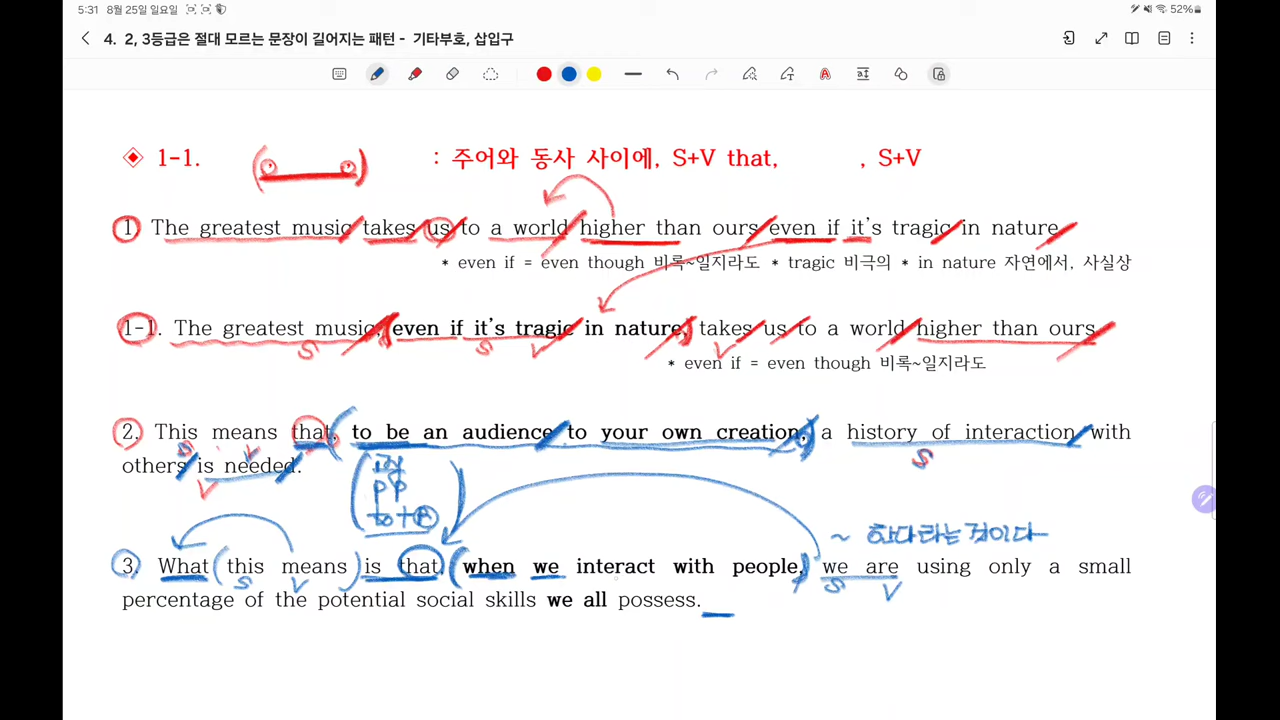 5:31 8월 25일 일요일 52%
4. 2, 3등급은 절대 모르는 문장이 길어지는 패턴 - 기타부호, 삽입구
◈ 1-1. ( ) : 주어와 동사 사이에, S+V that, , S+V
1. The greatest music takes us to a world higher than ours even if it's tragic in nature.
* even if = even though 비록~일지라도 * tragic 비극의 * in nature 자연에서, 사실상
1-1. The greatest music, (even if it's tragic in nature,) takes us to a world higher than ours.
S S V V
* even if = even though 비록~일지라도
2. This means that, (to be an audience to your own creation,) a history of interaction with
S V S
others is needed.
V
pp
to+R
~ 한다라는 것이다
3. What (this means) is that, (when we interact with people,) we are using only a small
S V S V
percentage of the potential social skills we all possess.